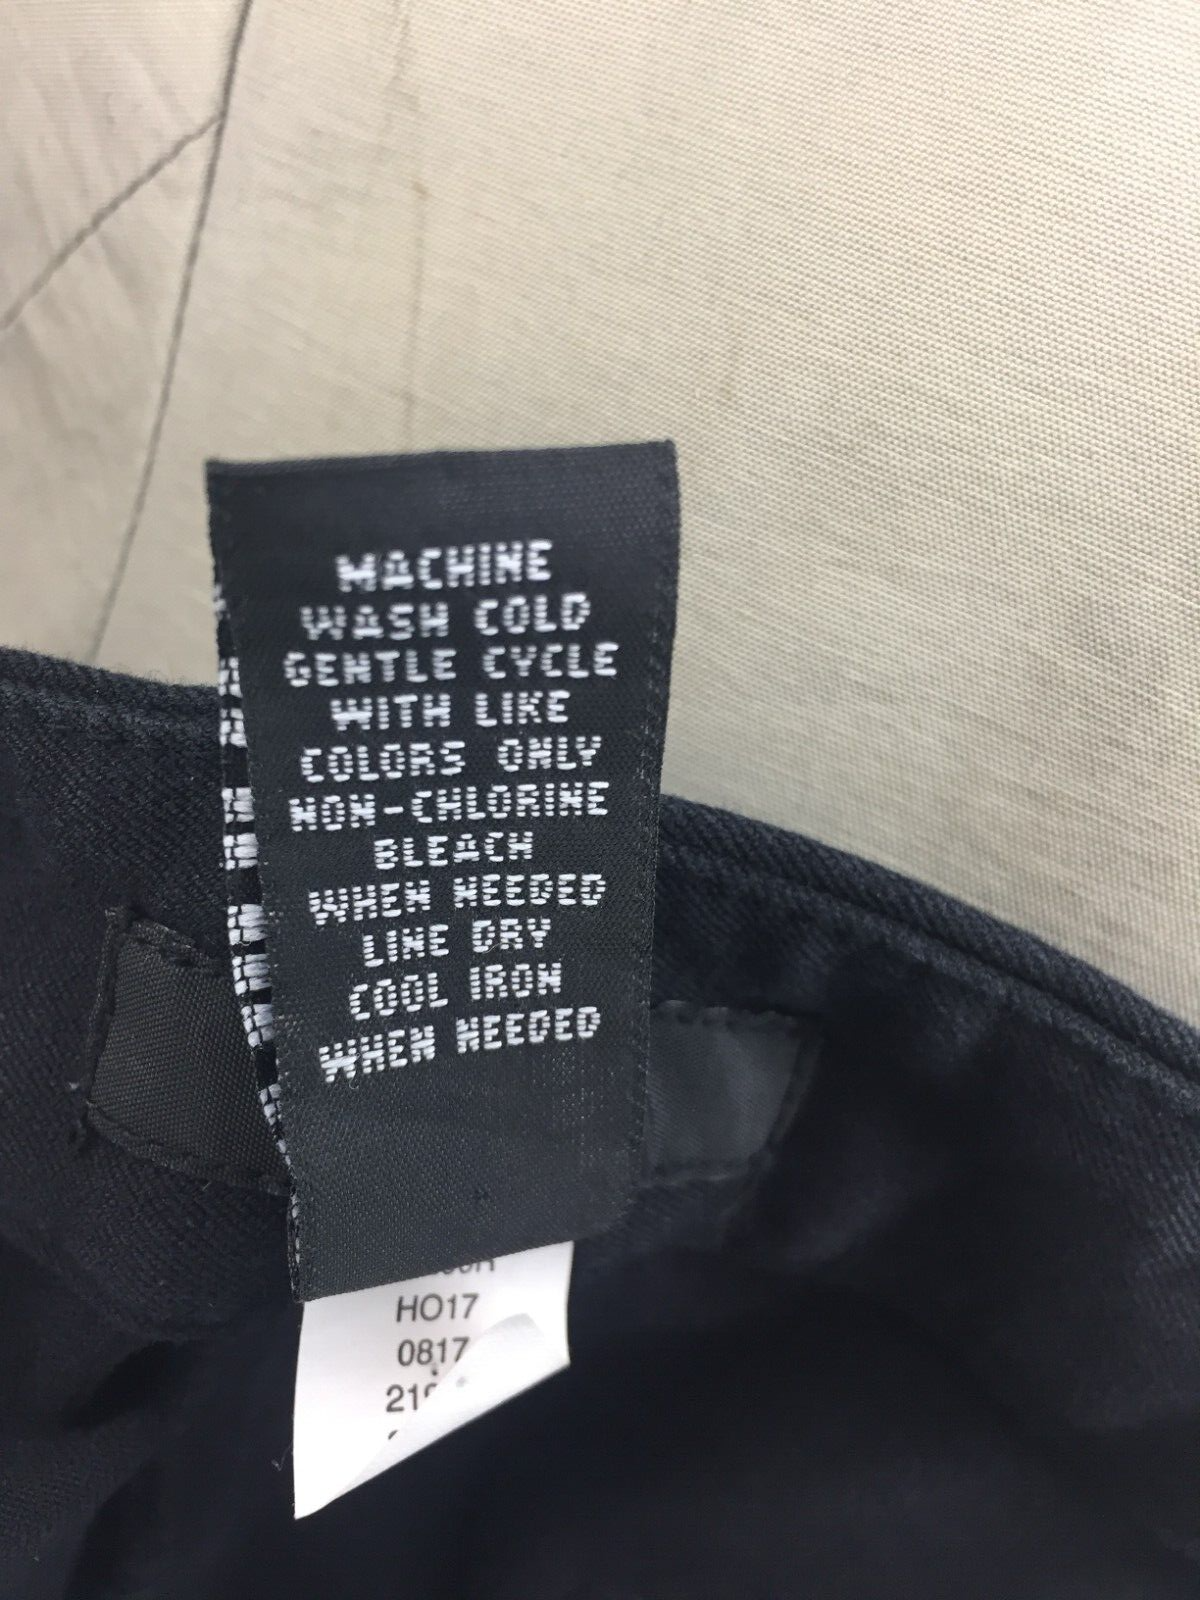 MACHINE
WASH COLD
GENTLE CYCLE
WITH LIKE
COLORS ONLY
NON-CHLORINE
BLEACH
WHEN NEEDED
LINE DRY
COOL IRON
WHEN NEEDED
HO17
0817